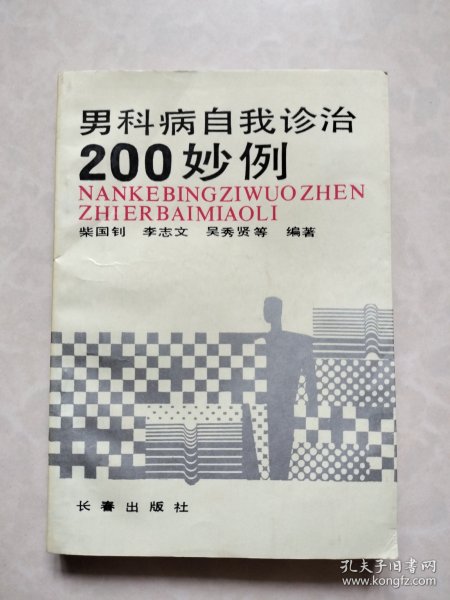 男科病自我诊治
200妙例
NANKEBINGZIWUOZHEN
ZHIERBAIMIAOLI
柴国钊 李志文 吴秀贤等 编著
长春出版社
孔夫子旧书网
www.kongfz.com